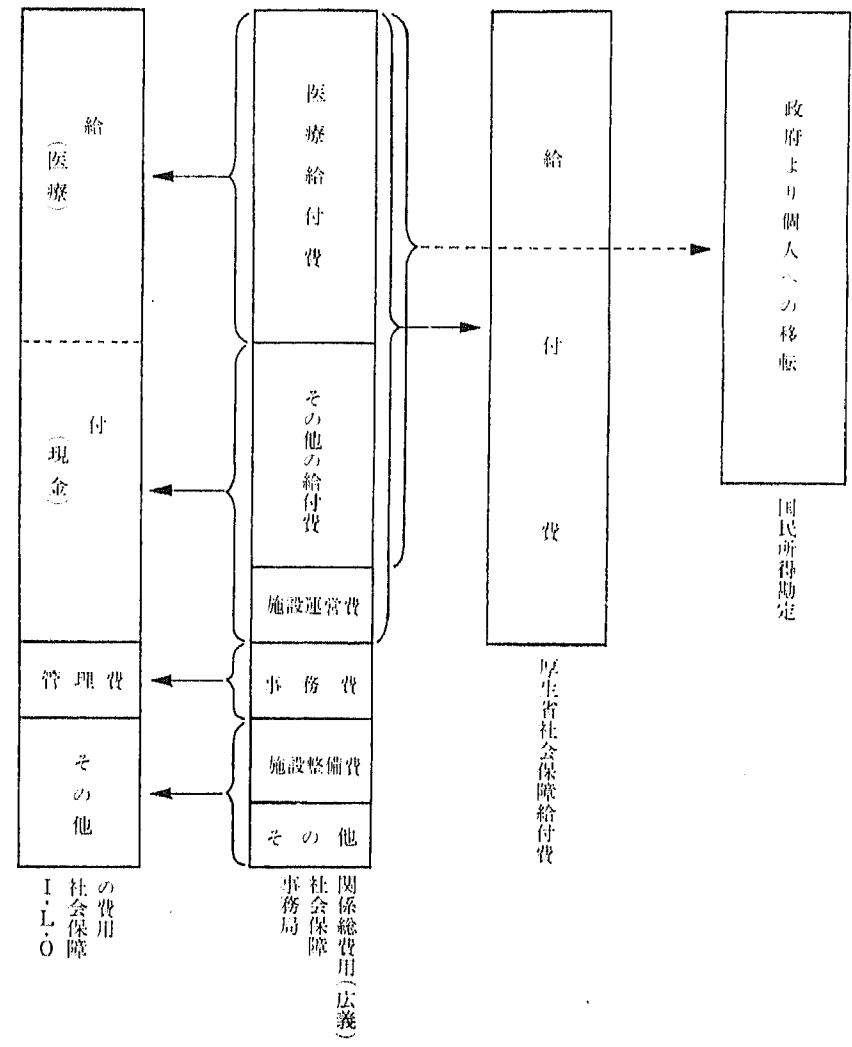 政府より個人への移転
国民所得勘定
給付費
厚生省社会保障給付費
医療給付費
その他の給付費
施設運営費
事務費
施設整備費
その他
関係総費用(広義)
社会保障
事務局
給付
(医療)
(現金)
管理費
その他
の費用
社会保障
I・L・O